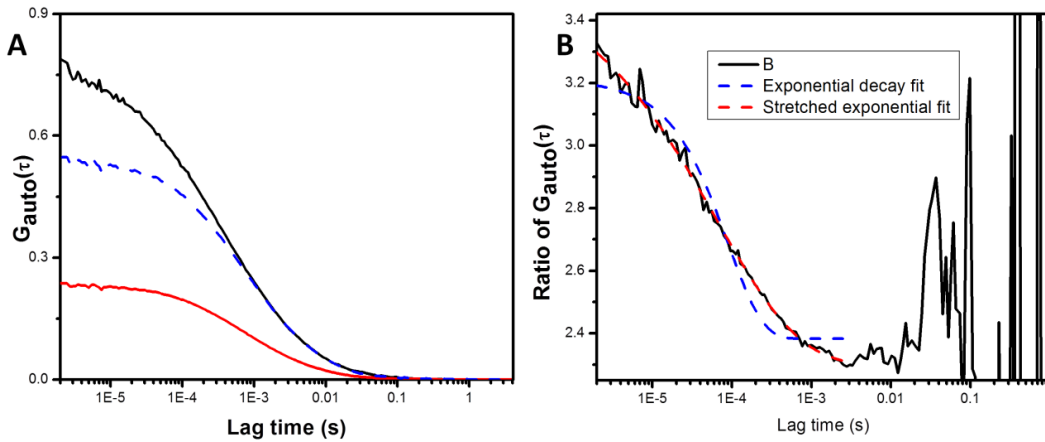 A
0.9
0.6
0.3
0.0
Gauto(τ)
1E-5 1E-4 1E-3 0.01 0.1 1
Lag time (s)
B
3.4
3.2
3.0
2.8
2.6
2.4
Ratio of Gauto(τ)
B
Exponential decay fit
Stretched exponential fit
1E-5 1E-4 1E-3 0.01 0.1
Lag time (s)